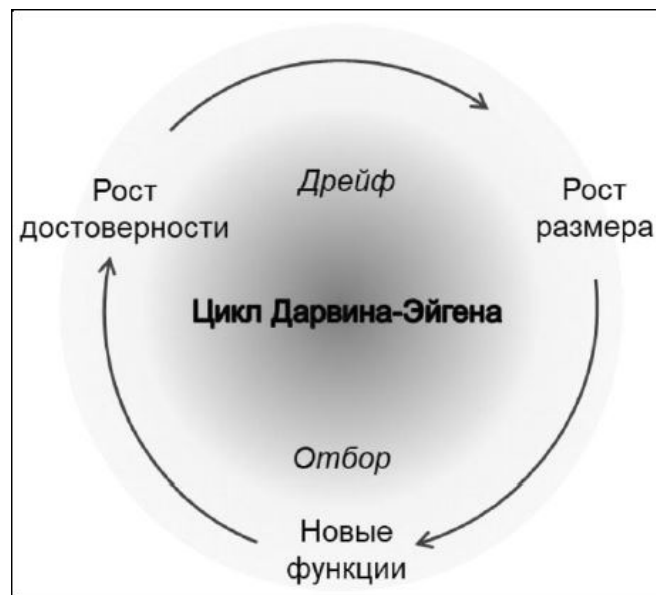 Дрейф
Рост
достоверности
Рост
размера
Цикл Дарвина-Эйгена
Отбор
Новые
функции